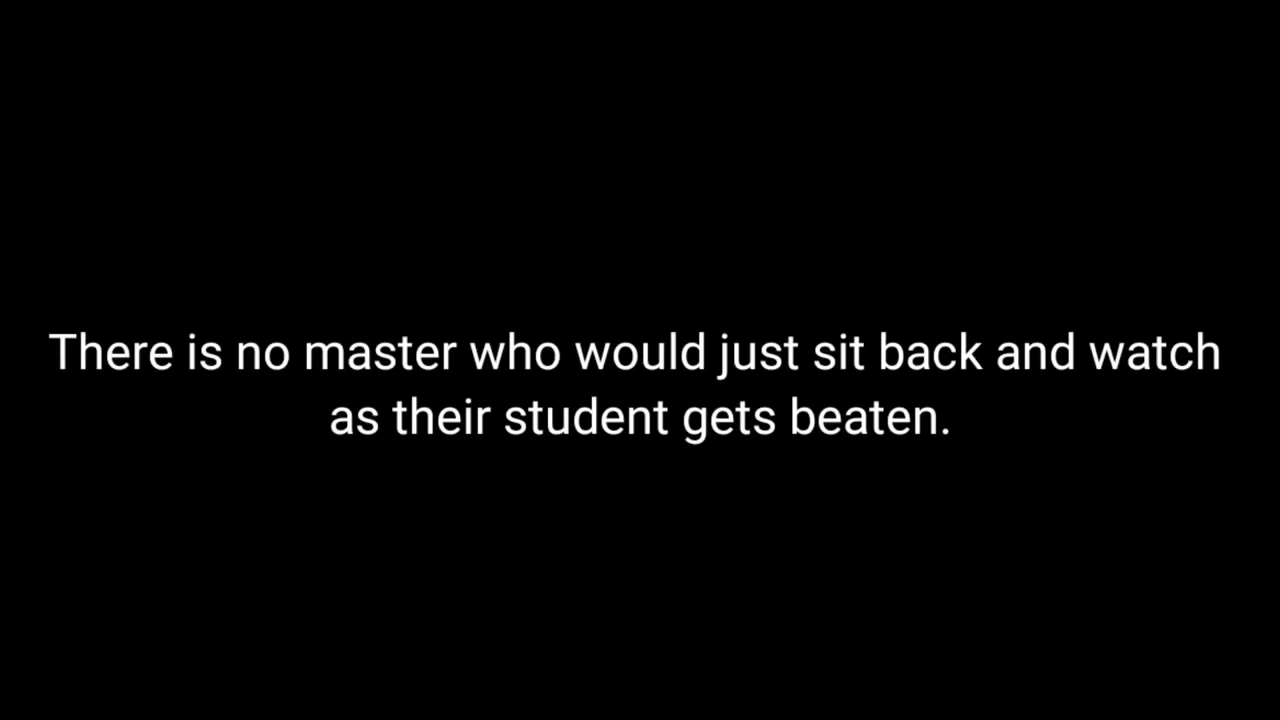 There is no master who would just sit back and watch
as their student gets beaten.